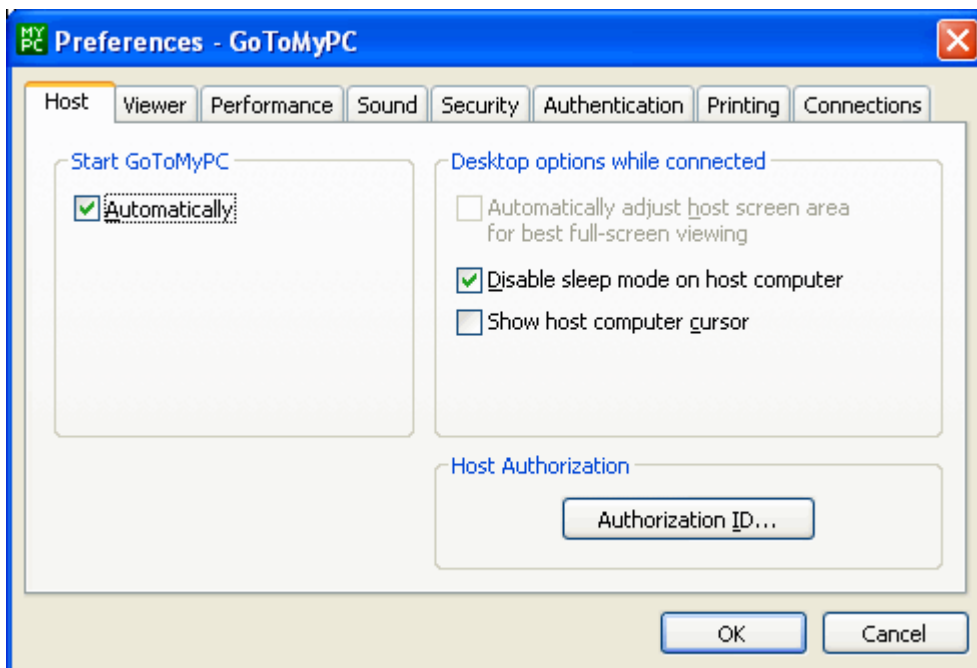 MY
PC
Preferences - GoToMyPC
Host Viewer Performance Sound Security Authentication Printing Connections
Start GoToMyPC
Automatically
Desktop options while connected
Automatically adjust host screen area
for best full-screen viewing
Disable sleep mode on host computer
Show host computer cursor
Host Authorization
Authorization ID...
OK Cancel